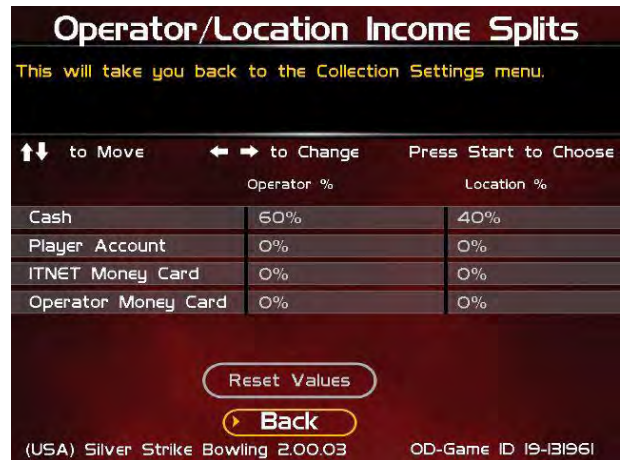 Operator/Location Income Splits
This will take you back to the Collection Settings menu.
to Move to Change Press Start to Choose
Operator % Location %
Cash 60% 40%
Player Account 0% 0%
ITNET Money Card 0% 0%
Operator Money Card 0% 0%
Reset Values
Back
(USA) Silver Strike Bowling 2.00.03 OD-Game ID 19-131961